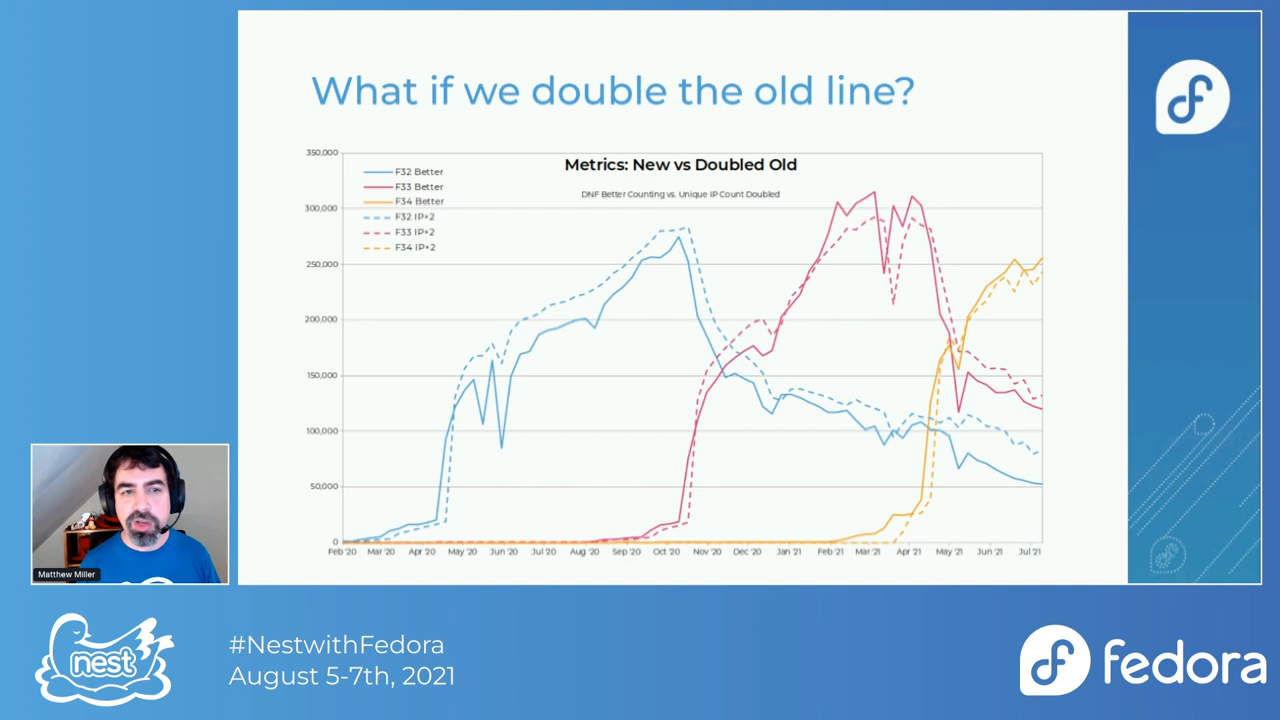 What if we double the old line?
Metrics: New vs Doubled Old
DNF Better Counting vs. Unique IP Count Doubled
F32 Better
F33 Better
F34 Better
F32 IP*2
F33 IP*2
F34 IP*2
350,000
300,000
250,000
200,000
150,000
100,000
50,000
0
Feb '20 Mar '20 Apr '20 May '20 Jun '20 Jul '20 Aug '20 Sep '20 Oct '20 Nov '20 Dec '20 Jan '21 Feb '21 Mar '21 Apr '21 May '21 Jun '21 Jul '21
Matthew Miller
nest
#NestwithFedora
August 5-7th, 2021
fedora